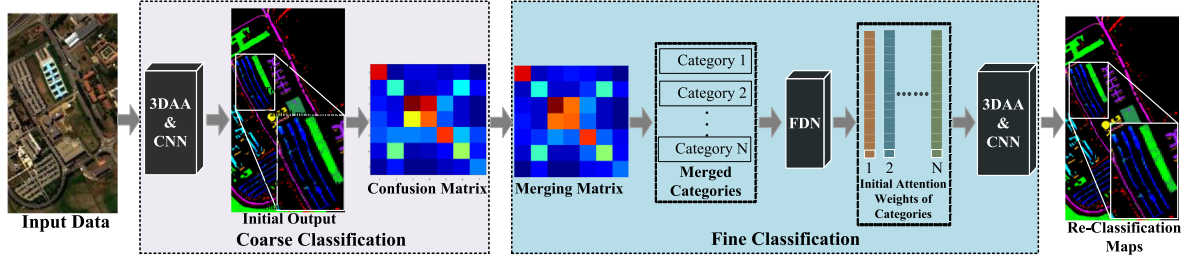 Input Data
3DAA
&
CNN
Initial Output
Confusion Matrix
Coarse Classification
Merging Matrix
Category 1
Category 2
.
.
.
Category N
Merged
Categories
FDN
......
1 2 N
Initial Attention
Weights of
Categories
3DAA
&
CNN
Fine Classification
Re-Classification
Maps